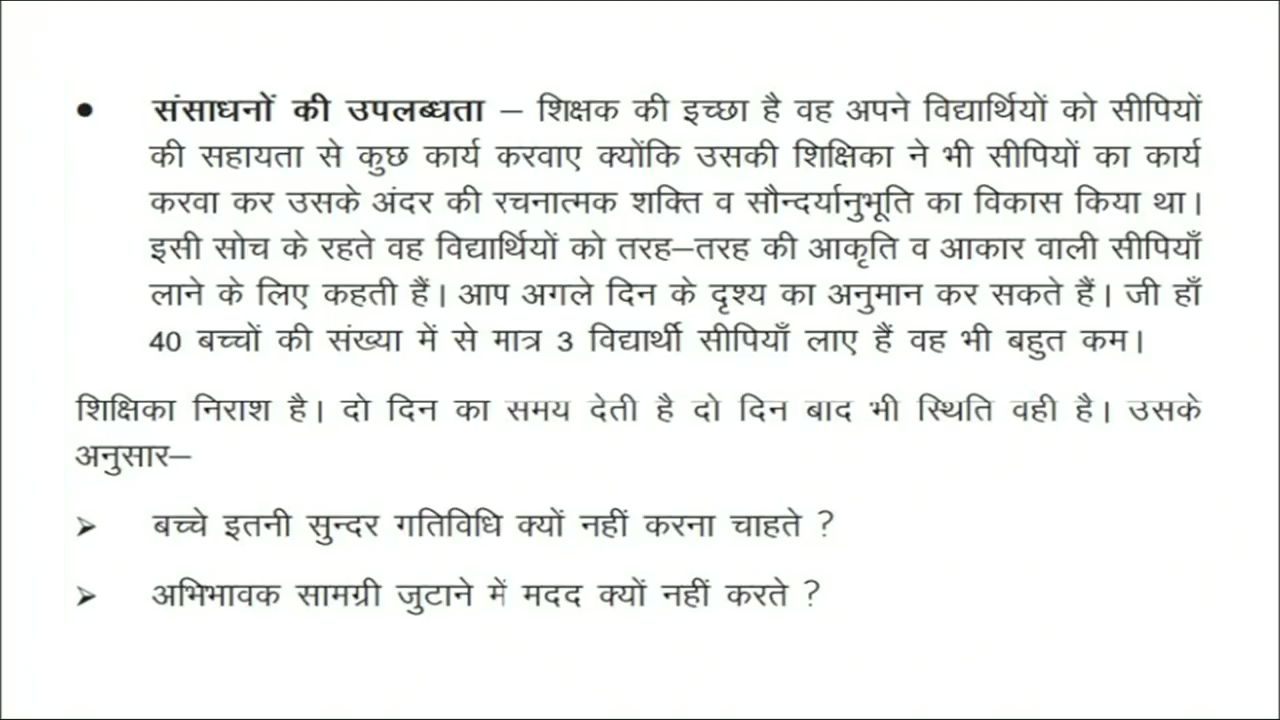 ● संसाधनों की उपलब्धता – शिक्षक की इच्छा है वह अपने विद्यार्थियों को सीपियों
की सहायता से कुछ कार्य करवाए क्योंकि उसकी शिक्षिका ने भी सीपियों का कार्य
करवा कर उसके अंदर की रचनात्मक शक्ति व सौन्दर्यानुभूति का विकास किया था।
इसी सोच के रहते वह विद्यार्थियों को तरह–तरह की आकृति व आकार वाली सीपियाँ
लाने के लिए कहती हैं। आप अगले दिन के दृश्य का अनुमान कर सकते हैं। जी हाँ
40 बच्चों की संख्या में से मात्र 3 विद्यार्थी सीपियाँ लाए हैं वह भी बहुत कम।
शिक्षिका निराश है। दो दिन का समय देती है दो दिन बाद भी स्थिति वही है। उसके
अनुसार–
➢ बच्चे इतनी सुन्दर गतिविधि क्यों नहीं करना चाहते ?
➢ अभिभावक सामग्री जुटाने में मदद क्यों नहीं करते ?